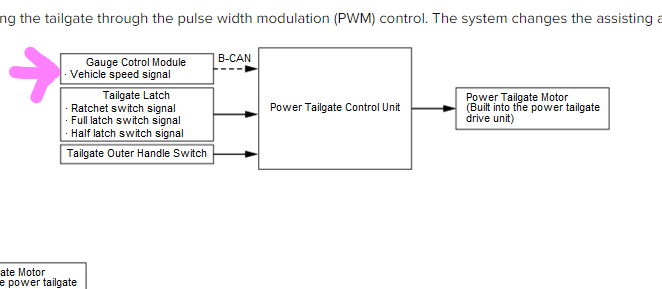 ng the tailgate through the pulse width modulation (PWM) control. The system changes the assisting a
Gauge Cotrol Module
· Vehicle speed signal
B-CAN
Tailgate Latch
· Ratchet switch signal
· Full latch switch signal
· Half latch switch signal
Tailgate Outer Handle Switch
Power Tailgate Control Unit
Power Tailgate Motor
(Built into the power tailgate
drive unit)
ate Motor
e power tailgate